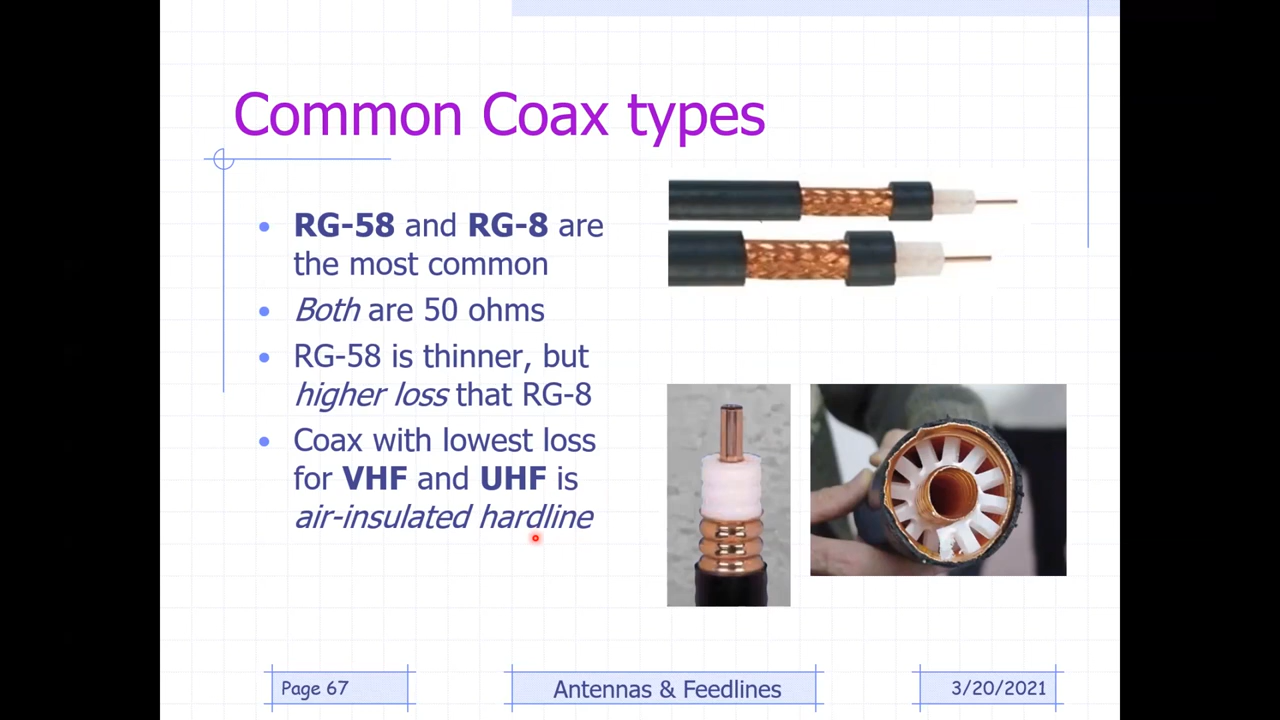 Common Coax types
RG-58 and RG-8 are
the most common
Both are 50 ohms
RG-58 is thinner, but
higher loss that RG-8
Coax with lowest loss
for VHF and UHF is
air-insulated hardline
Page 67
Antennas & Feedlines
3/20/2021